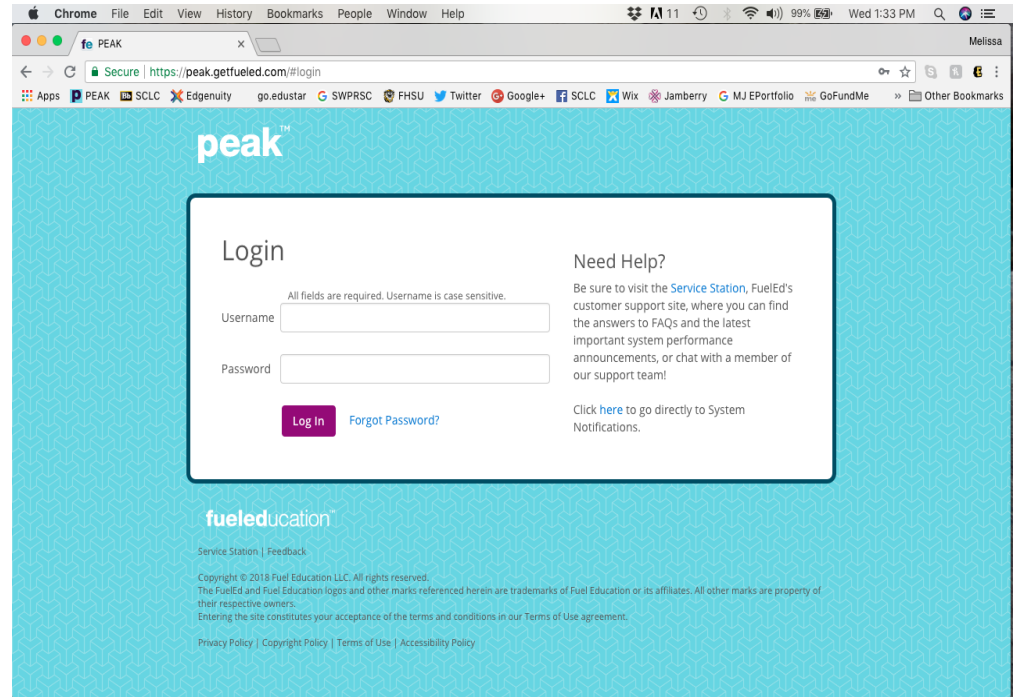 Chrome File Edit View History Bookmarks People Window Help 11 99% Wed 1:33 PM
fe PEAK × Melissa
Secure | https://peak.getfueled.com/#login
Apps PEAK SCLC Edgenuity go.edustar SWPRSC FHSU Twitter Google+ SCLC Wix Jamberry MJ EPortfolio GoFundMe » Other Bookmarks
peak™
Login
All fields are required. Username is case sensitive.
Username
Password
Log In Forgot Password?
Need Help?
Be sure to visit the Service Station, FuelEd's
customer support site, where you can find
the answers to FAQs and the latest
important system performance
announcements, or chat with a member of
our support team!
Click here to go directly to System
Notifications.
fueleducation™
Service Station | Feedback
Copyright © 2018 Fuel Education LLC. All rights reserved.
The FuelEd and Fuel Education logos and other marks referenced herein are trademarks of Fuel Education or its affiliates. All other marks are property of
their respective owners.
Entering the site constitutes your acceptance of the terms and conditions in our Terms of Use agreement.
Privacy Policy | Copyright Policy | Terms of Use | Accessibility Policy